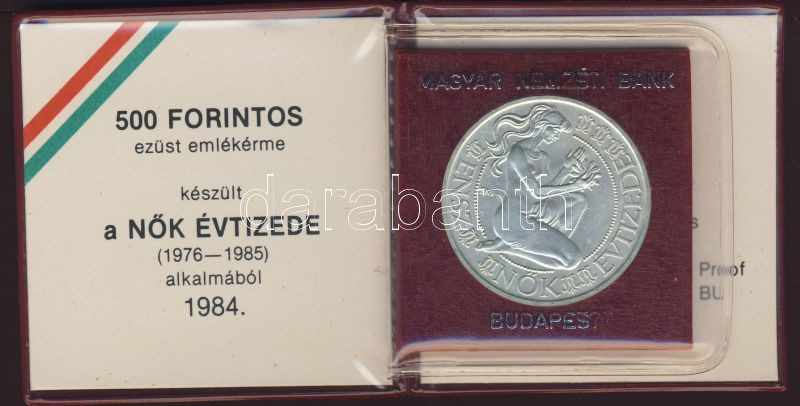 500 FORINTOS
ezüst emlékérme
készült
a NŐK ÉVTIZEDE
(1976—1985)
alkalmából
1984.
MAGYAR NEMZETI BANK
NŐK ÉVTIZEDE
BUDAPEST
Proof
BU.
darabanth